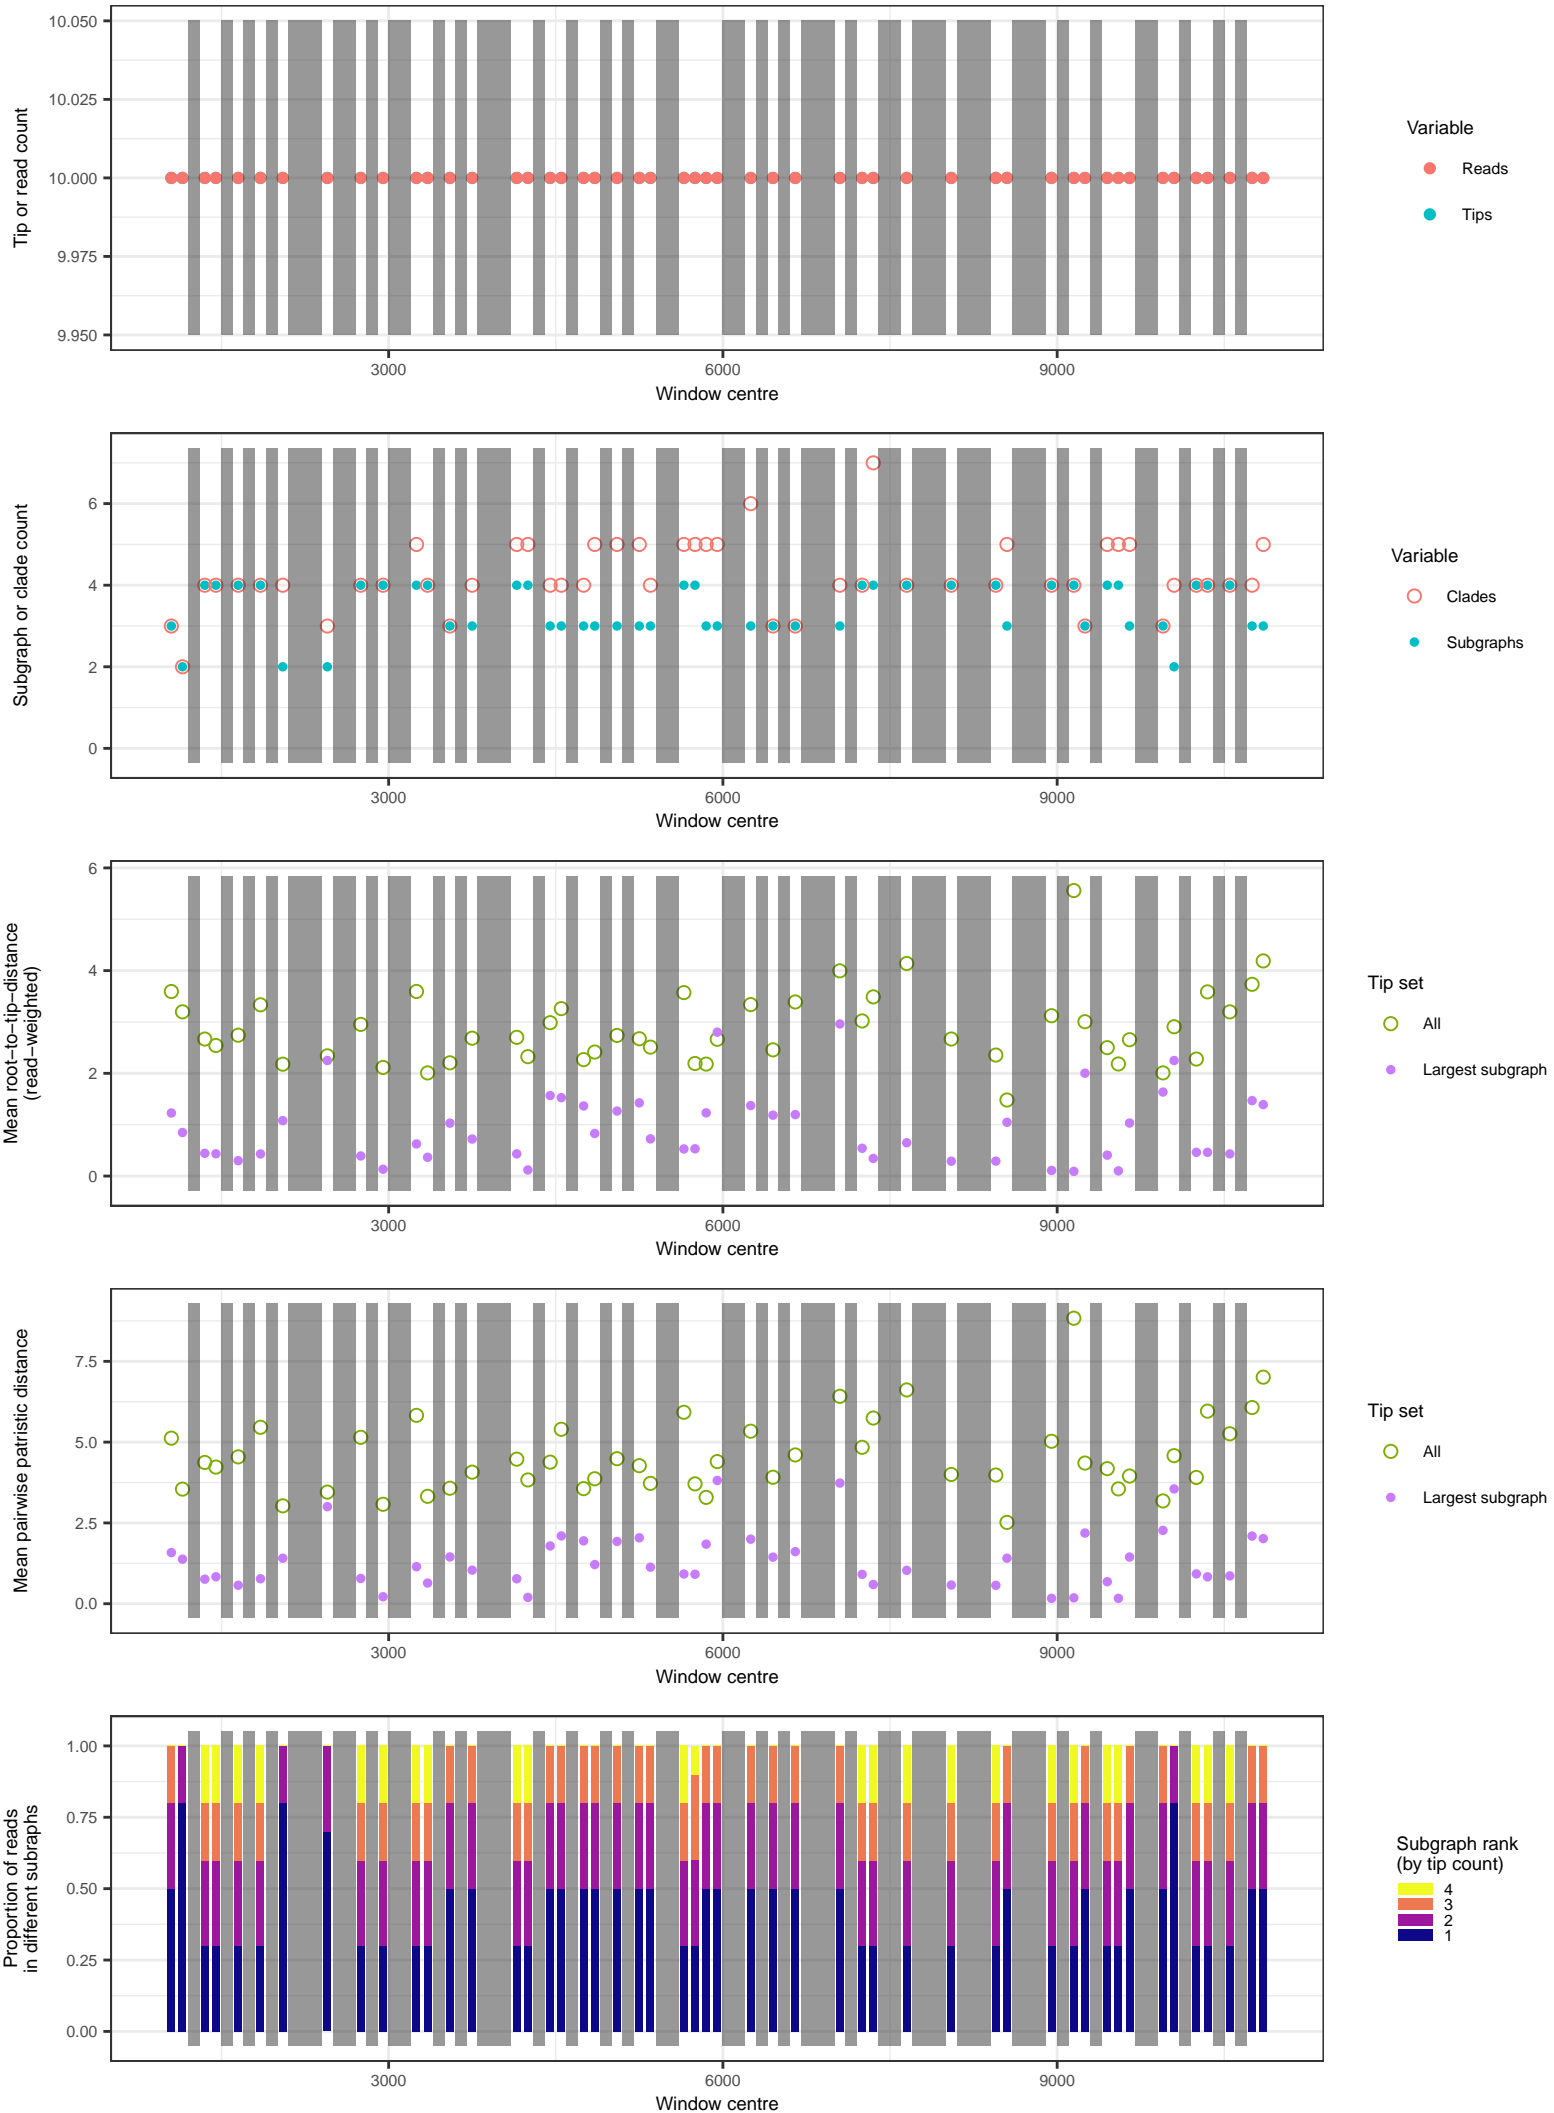 10.050
10.025
10.000
9.975
9.950
Tip or read count
3000 6000 9000
Window centre
Variable
Reads
Tips
6
4
2
0
Subgraph or clade count
3000 6000 9000
Window centre
Variable
Clades
Subgraphs
6
4
2
0
Mean root−to−tip−distance
(read−weighted)
3000 6000 9000
Window centre
Tip set
All
Largest subgraph
7.5
5.0
2.5
0.0
Mean pairwise patristic distance
3000 6000 9000
Window centre
Tip set
All
Largest subgraph
1.00
0.75
0.50
0.25
0.00
Proportion of reads
in different subraphs
3000 6000 9000
Window centre
Subgraph rank
(by tip count)
4
3
2
1